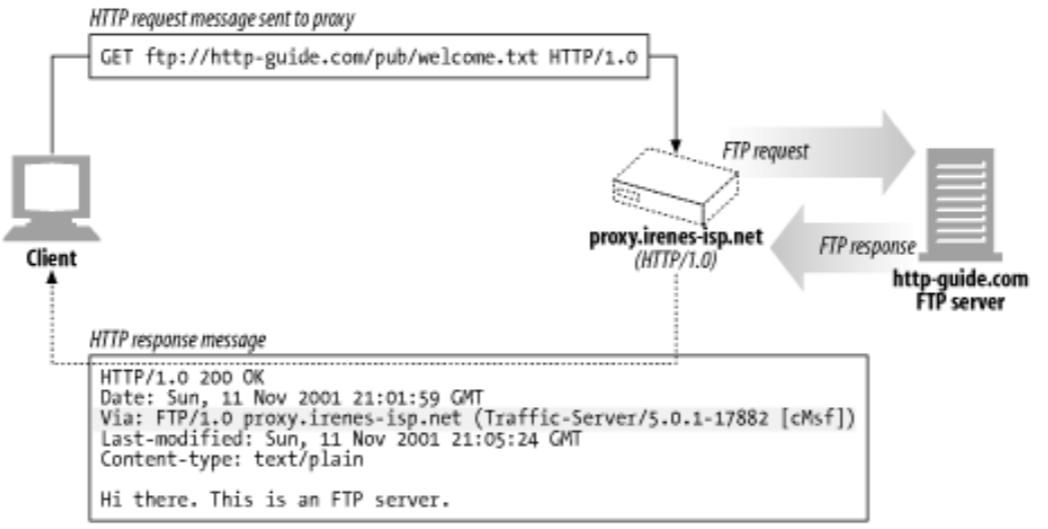 HTTP request message sent to proxy
GET ftp://http-guide.com/pub/welcome.txt HTTP/1.0
FTP request
Client
proxy.irenes-isp.net
(HTTP/1.0)
FTP response
http-guide.com
FTP server
HTTP response message
HTTP/1.0 200 OK
Date: Sun, 11 Nov 2001 21:01:59 GMT
Via: FTP/1.0 proxy.irenes-isp.net (Traffic-Server/5.0.1-17882 [cMsf])
Last-modified: Sun, 11 Nov 2001 21:05:24 GMT
Content-type: text/plain
Hi there. This is an FTP server.